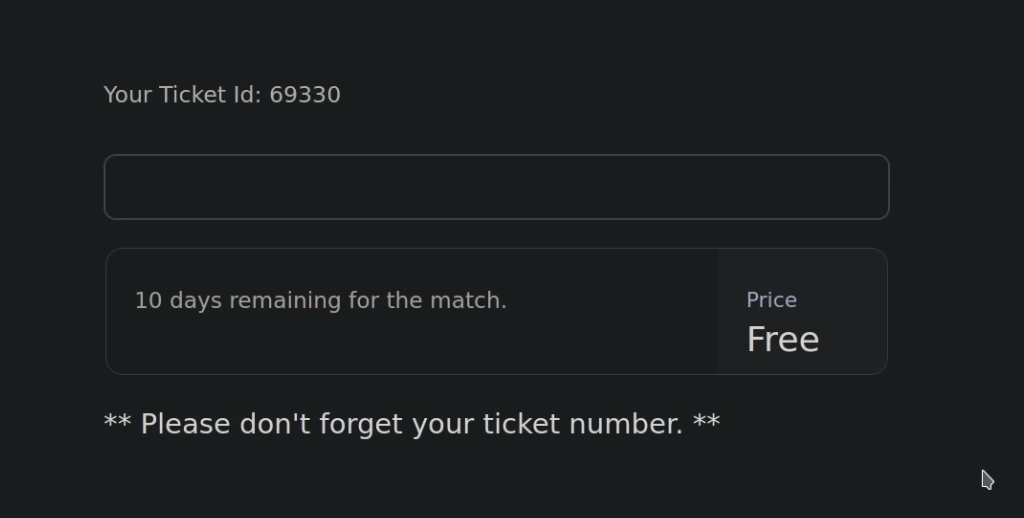 Your Ticket Id: 69330
10 days remaining for the match.
Price
Free
** Please don't forget your ticket number. **